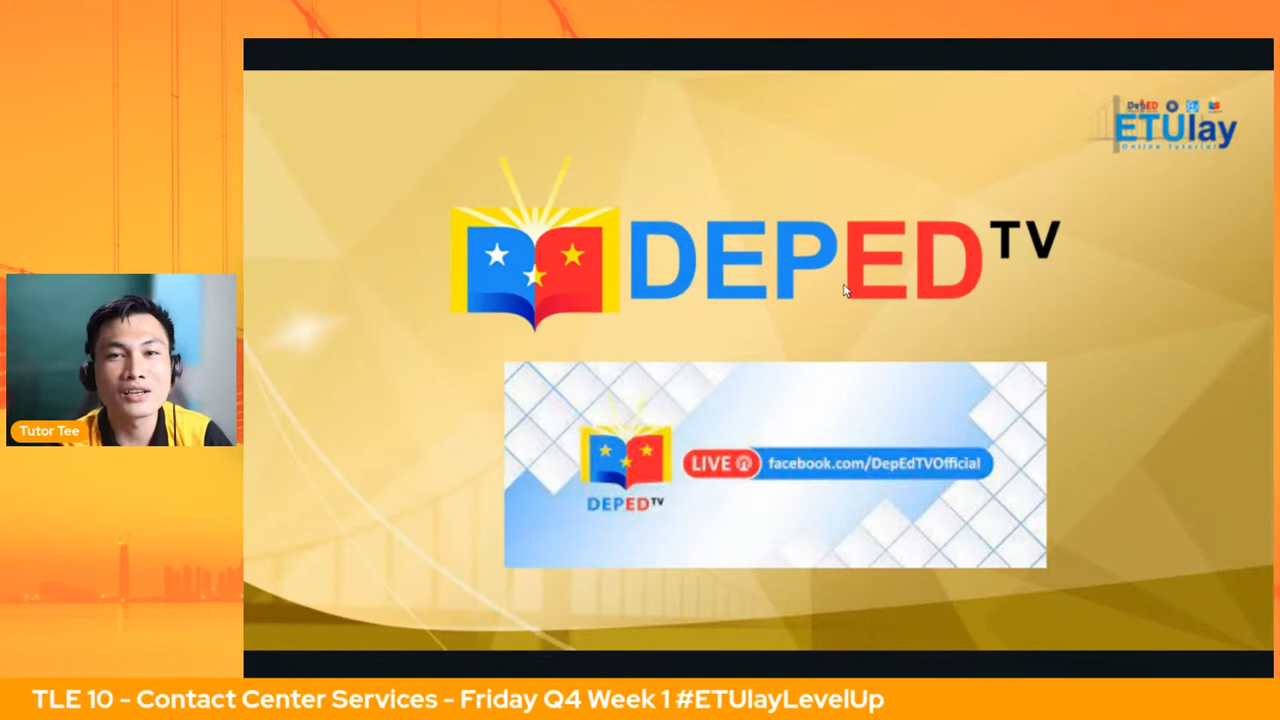 DepED
ETUlay
Online Tutorial
DEPED TV
LIVE facebook.com/DepEdTVOfficial
DEPED TV
Tutor Tee
TLE 10 - Contact Center Services - Friday Q4 Week 1 #ETUlayLevelUp